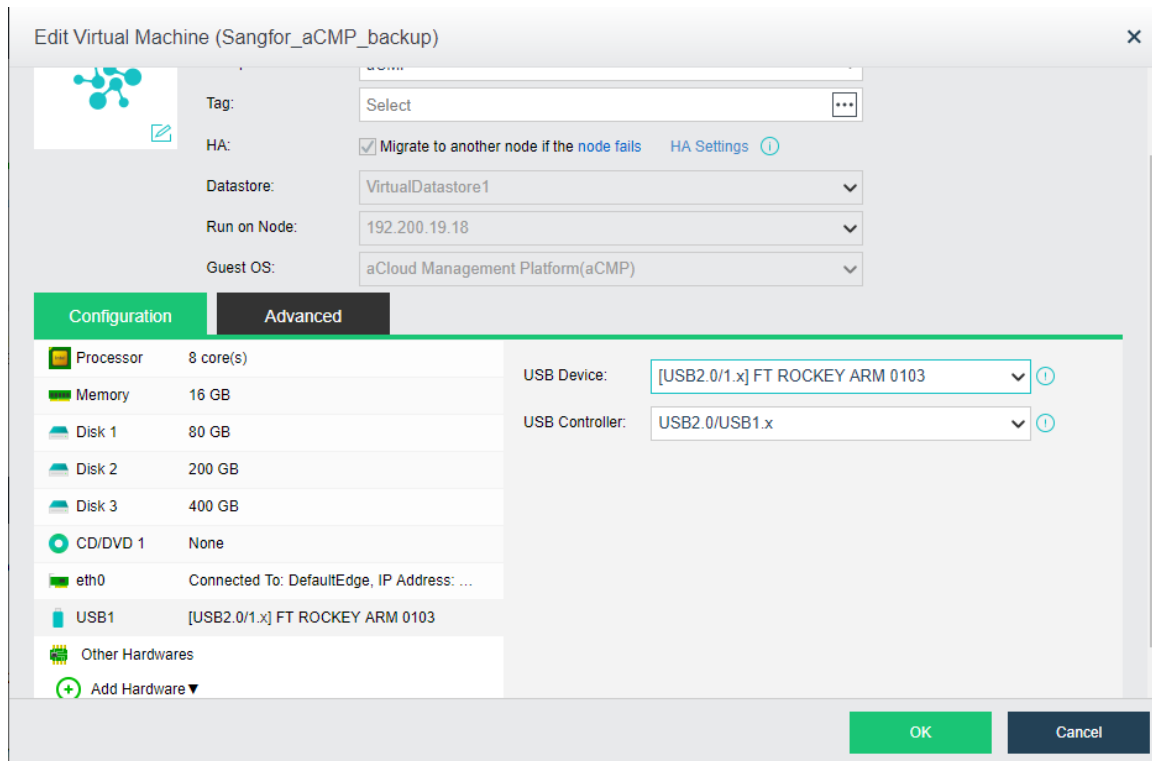 Edit Virtual Machine (Sangfor_aCMP_backup)
Tag: Select
HA: Migrate to another node if the node fails HA Settings
Datastore: VirtualDatastore1
Run on Node: 192.200.19.18
Guest OS: aCloud Management Platform(aCMP)
Configuration Advanced
Processor 8 core(s)
Memory 16 GB
Disk 1 80 GB
Disk 2 200 GB
Disk 3 400 GB
CD/DVD 1 None
eth0 Connected To: DefaultEdge, IP Address: ...
USB1 [USB2.0/1.x] FT ROCKEY ARM 0103
Other Hardwares
Add Hardware
USB Device: [USB2.0/1.x] FT ROCKEY ARM 0103
USB Controller: USB2.0/USB1.x
OK Cancel